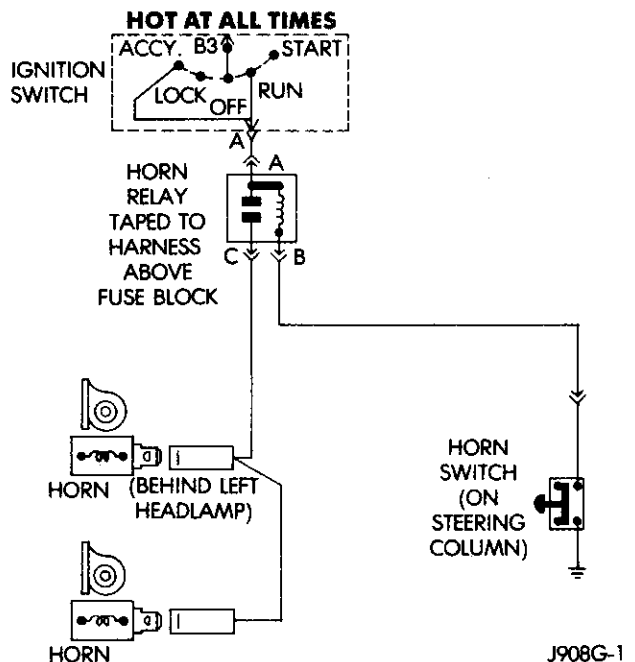 HOT AT ALL TIMES
ACCY.
B3
START
IGNITION
SWITCH
LOCK
OFF
RUN
A
A
HORN
RELAY
TAPED TO
HARNESS
ABOVE
FUSE BLOCK
C
B
HORN
(BEHIND LEFT
HEADLAMP)
HORN
SWITCH
(ON
STEERING
COLUMN)
HORN
J908G-1